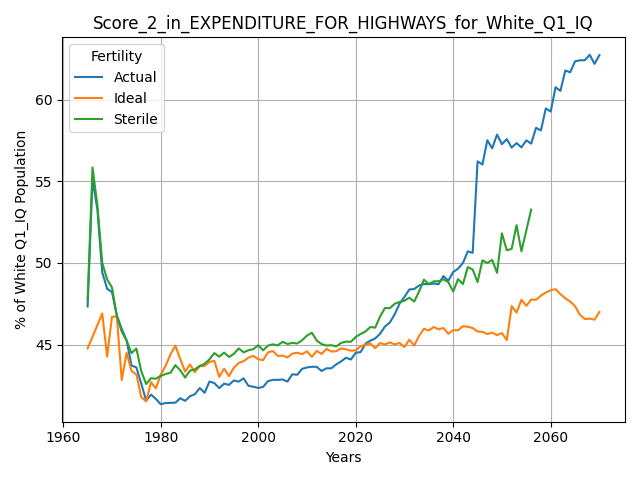 Score_2_in_EXPENDITURE_FOR_HIGHWAYS_for_White_Q1_IQ
Fertility
Actual
Ideal
Sterile
% of White Q1_IQ Population
60
55
50
45
1960 1980 2000 2020 2040 2060
Years